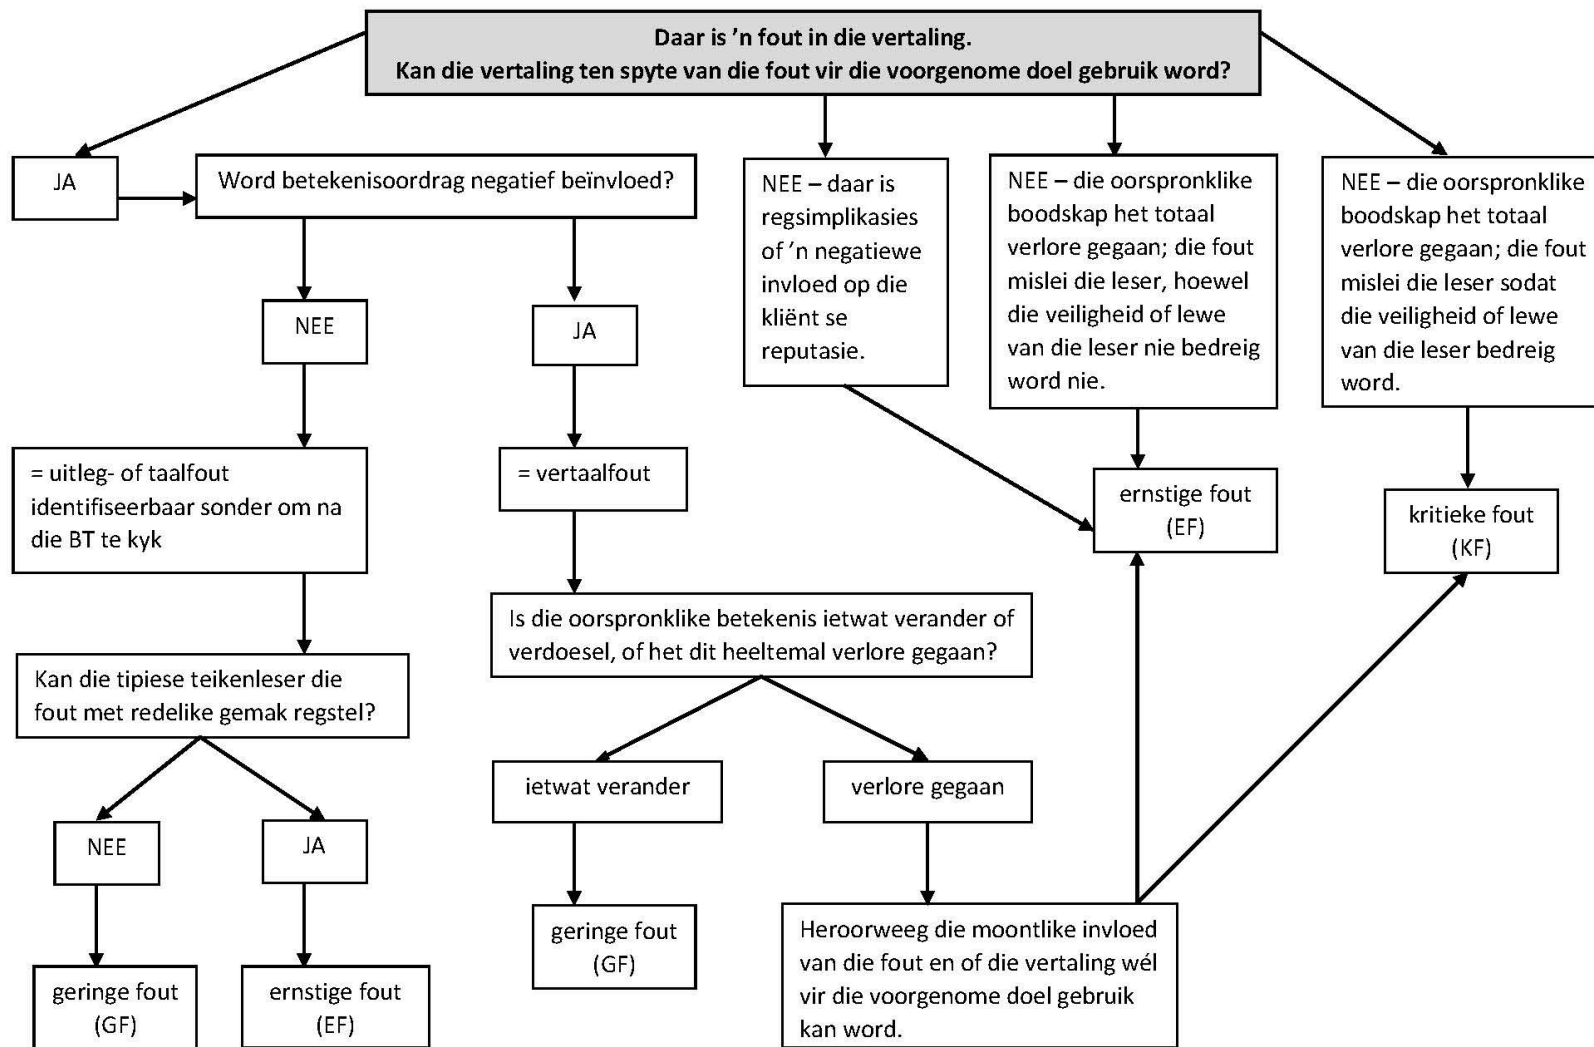 Daar is ’n fout in die vertaling.
Kan die vertaling ten spyte van die fout vir die voorgenome doel gebruik word?
JA
Word betekenisoordrag negatief beïnvloed?
NEE – daar is
regsimplikasies
of ’n negatiewe
invloed op die
kliënt se
reputasie.
NEE – die oorspronklike
boodskap het totaal
verlore gegaan; die fout
mislei die leser, hoewel
die veiligheid of lewe
van die leser nie bedreig
word nie.
NEE – die oorspronklike
boodskap het totaal
verlore gegaan; die fout
mislei die leser sodat
die veiligheid of lewe
van die leser bedreig
word.
NEE
JA
= uitleg- of taalfout
identifiseerbaar sonder om na
die BT te kyk
= vertaalfout
ernstige fout
(EF)
kritieke fout
(KF)
Is die oorspronklike betekenis ietwat verander of
verdoesel, of het dit heeltemal verlore gegaan?
Kan die tipiese teikenleser die
fout met redelike gemak regstel?
ietwat verander
verlore gegaan
NEE
JA
geringe fout
(GF)
Heroorweeg die moontlike invloed
van die fout en of die vertaling wél
vir die voorgenome doel gebruik
kan word.
geringe fout
(GF)
ernstige fout
(EF)